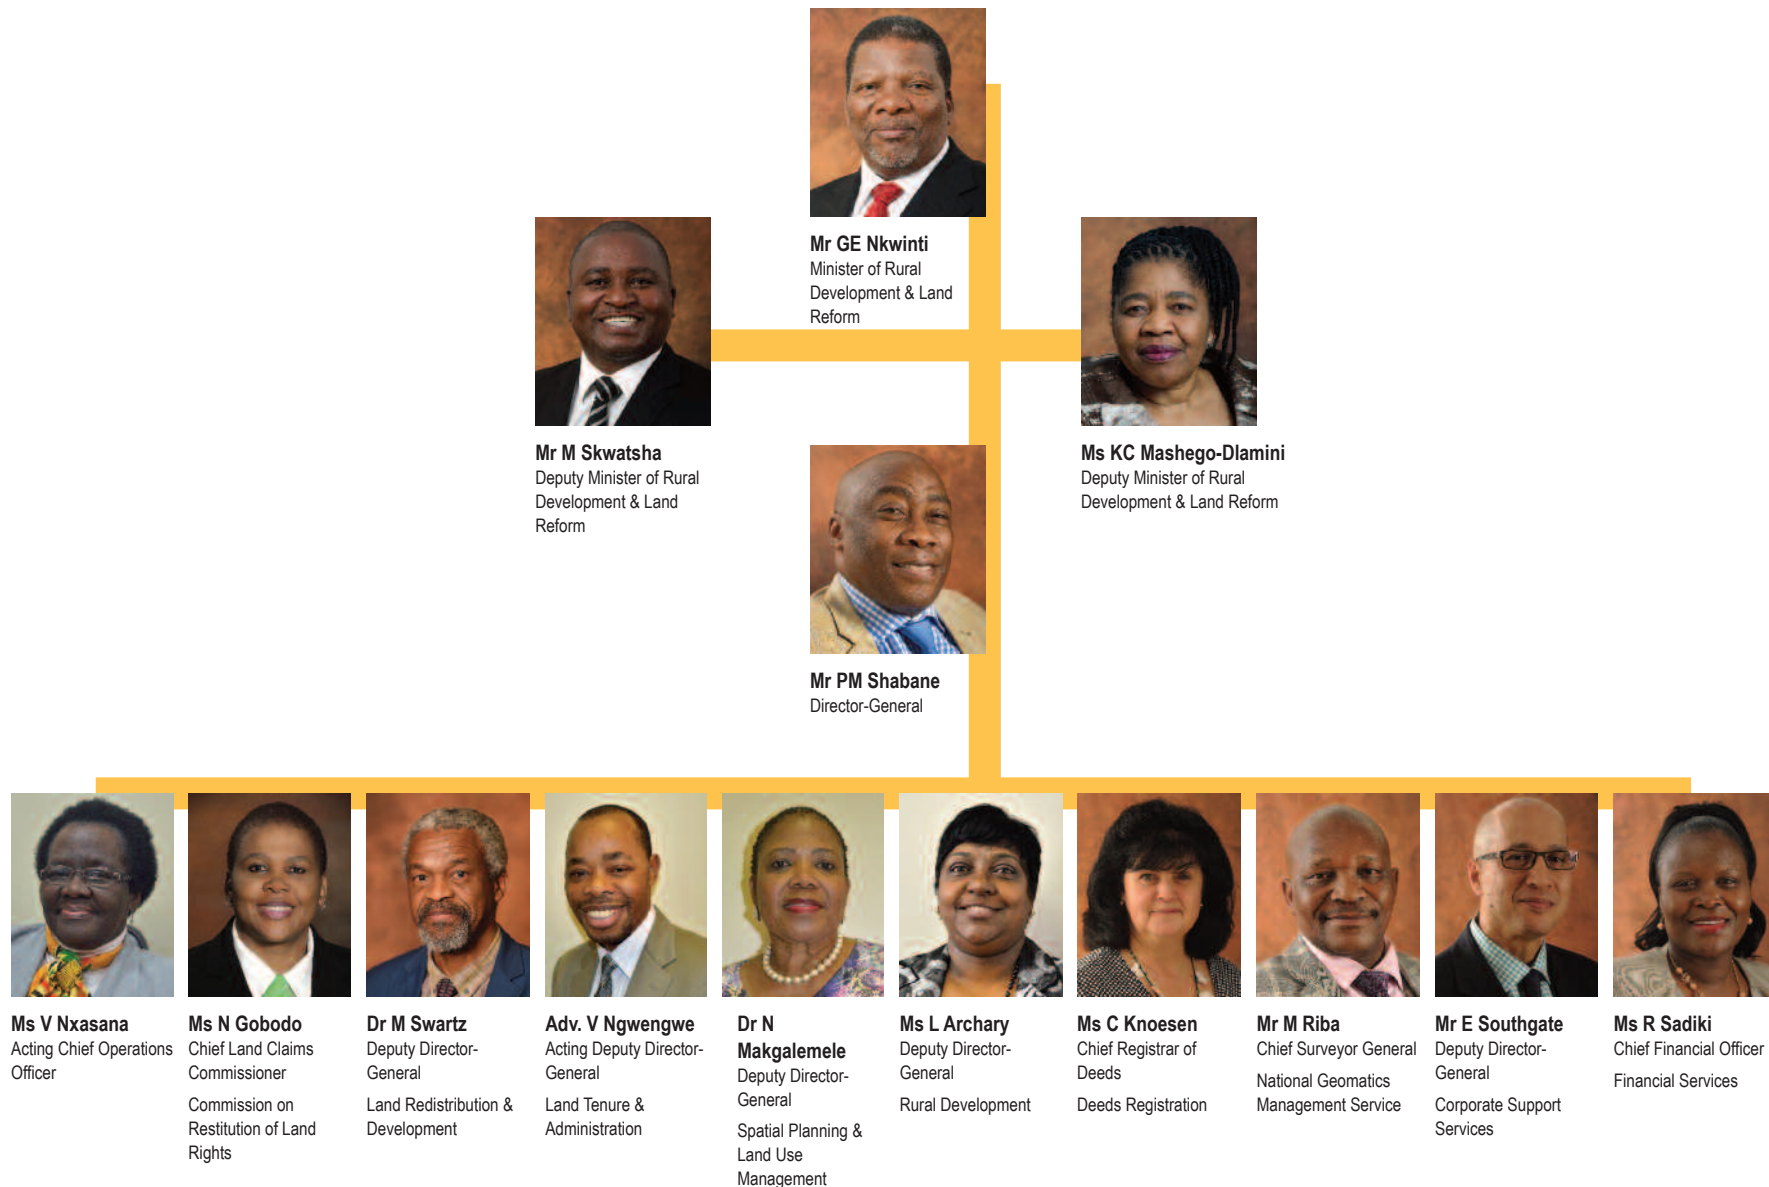 Mr GE Nkwinti
Minister of Rural
Development & Land
Reform
Mr M Skwatsha
Deputy Minister of Rural
Development & Land
Reform
Ms KC Mashego-Dlamini
Deputy Minister of Rural
Development & Land Reform
Mr PM Shabane
Director-General
Ms V Nxasana
Acting Chief Operations
Officer
Ms N Gobodo
Chief Land Claims
Commissioner
Commission on
Restitution of Land
Rights
Dr M Swartz
Deputy Director-
General
Land Redistribution &
Development
Adv. V Ngwengwe
Acting Deputy Director-
General
Land Tenure &
Administration
Dr N
Makgalemele
Deputy Director-
General
Spatial Planning &
Land Use
Management
Ms L Archary
Deputy Director-
General
Rural Development
Ms C Knoesen
Chief Registrar of
Deeds
Deeds Registration
Mr M Riba
Chief Surveyor General
National Geomatics
Management Service
Mr E Southgate
Deputy Director-
General
Corporate Support
Services
Ms R Sadiki
Chief Financial Officer
Financial Services